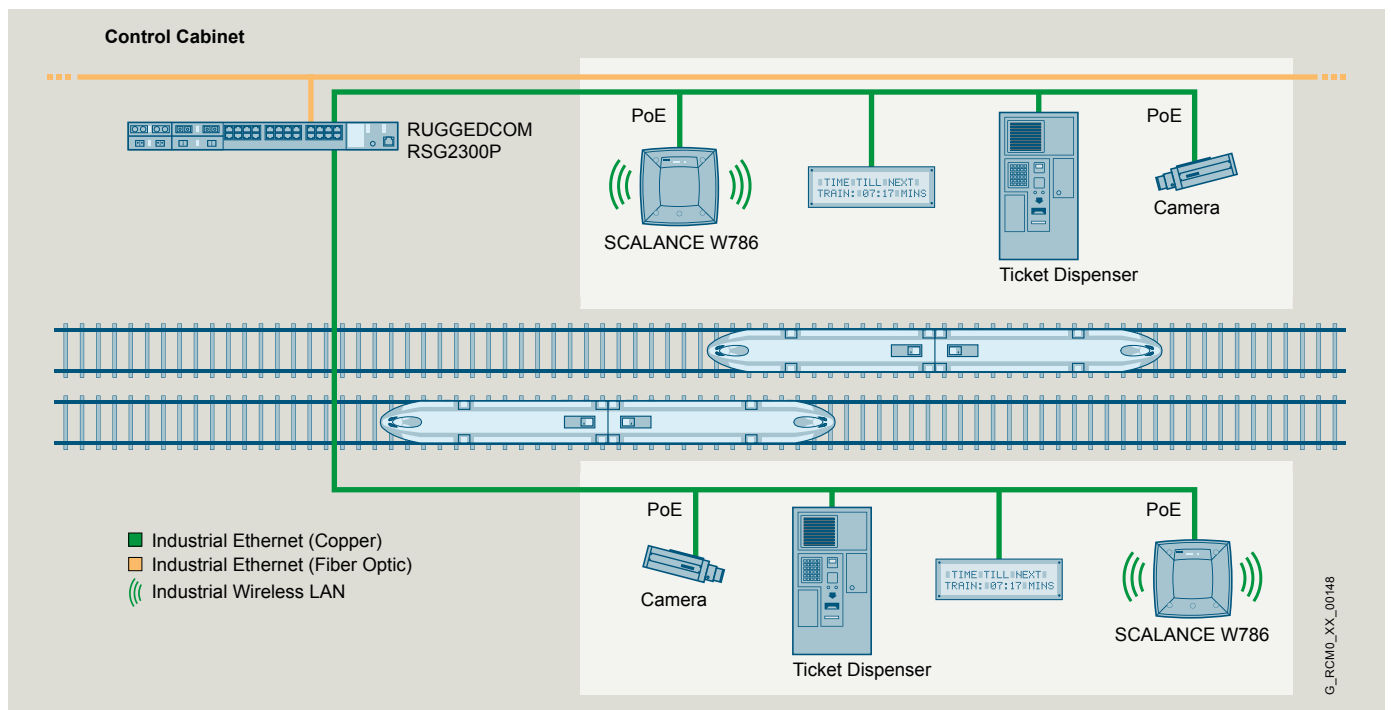 Control Cabinet
RUGGEDCOM
RSG2300P
PoE
PoE
TIME TILL NEXT
TRAIN: 07:17 MINS
SCALANCE W786
Camera
Ticket Dispenser
PoE
PoE
Industrial Ethernet (Copper)
Industrial Ethernet (Fiber Optic)
Industrial Wireless LAN
TIME TILL NEXT
TRAIN: 07:17 MINS
Camera
SCALANCE W786
Ticket Dispenser
G_RCM0_XX_00148